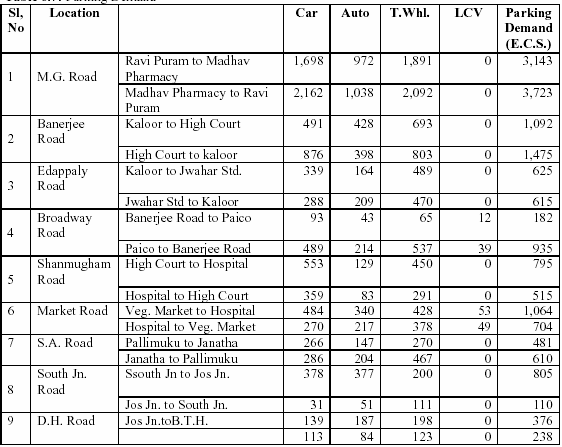 Sl, Location Car Auto T.Whl. LCV Parking
No Demand
(E.C.S.)
1 M.G. Road Ravi Puram to Madhav 1,698 972 1,891 0 3,143
Pharmacy
Madhav Pharmacy to Ravi 2,162 1,038 2,092 0 3,723
Puram
2 Banerjee Kaloor to High Court 491 428 693 0 1,092
Road
High Court to kaloor 876 398 803 0 1,475
3 Edappaly Kaloor to Jwahar Std. 339 164 489 0 625
Road
Jwahar Std to Kaloor 288 209 470 0 615
4 Broadway Banerjee Road to Paico 93 43 65 12 182
Road
Paico to Banerjee Road 489 214 537 39 935
5 Shanmugham High Court to Hospital 553 129 450 0 795
Road
Hospital to High Court 359 83 291 0 515
6 Market Road Veg. Market to Hospital 484 340 428 53 1,064
Hospital to Veg. Market 270 217 378 49 704
7 S.A. Road Pallimuku to Janatha 266 147 270 0 481
Janatha to Pallimuku 286 204 467 0 610
8 South Jn. Ssouth Jn to Jos Jn. 378 377 200 0 805
Road
Jos Jn. to South Jn. 31 51 111 0 110
9 D.H. Road Jos Jn.toB.T.H. 139 187 198 0 376
113 84 123 0 238